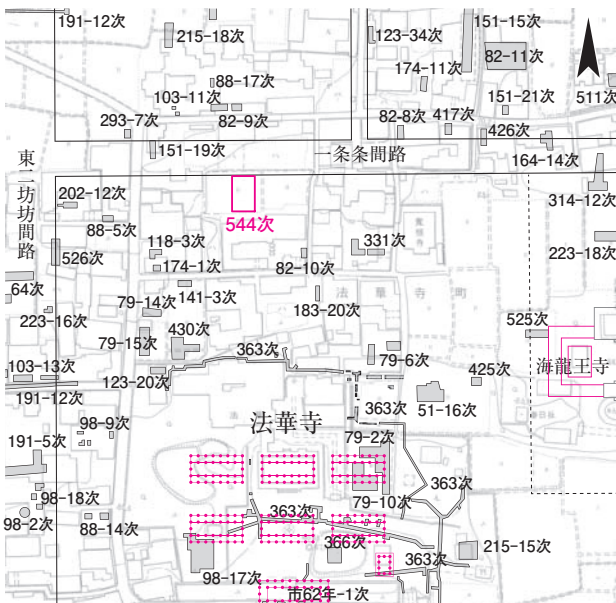 191-12次
215-18次
123-34次
151-15次
174-11次
82-11次
88-17次
103-11次
82-9次
293-7次
151-19次
82-8次
417次
151-21次
511次
426次
164-14次
一条条間路
東二坊坊間路
202-12次
88-5次
544次
314-12次
526次
118-3次
174-1次
331次
82-10次
223-18次
64次
223-16次
141-3次
79-14次
183-20次
法華寺町
79-15次
430次
363次
79-6次
525次
海龍王寺
103-13次
191-12次
123-20次
425次
363次
51-16次
98-9次
法華寺
79-2次
191-5次
363次
98-18次
98-2次
88-14次
79-10次
363次
366次
363次
215-15次
98-17次
市62年-1次